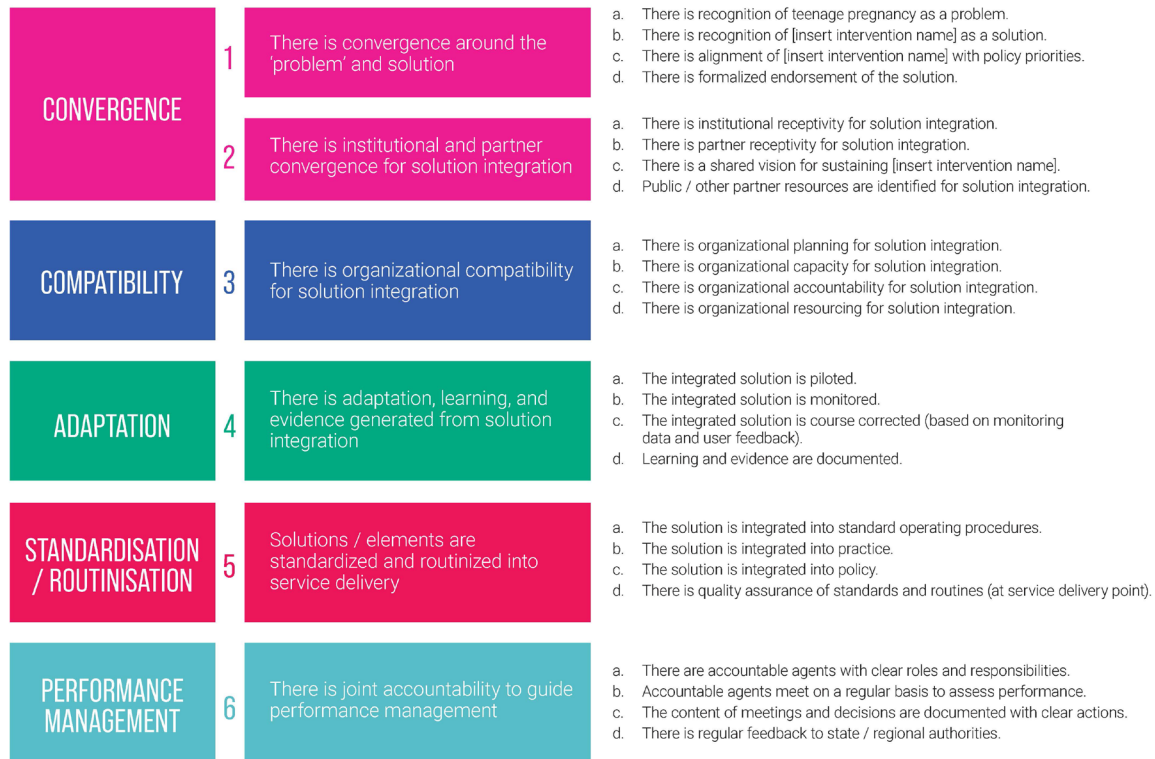 CONVERGENCE
1
There is convergence around the
‘problem’ and solution
a. There is recognition of teenage pregnancy as a problem.
b. There is recognition of [insert intervention name] as a solution.
c. There is alignment of [insert intervention name] with policy priorities.
d. There is formalized endorsement of the solution.
2
There is institutional and partner
convergence for solution integration
a. There is institutional receptivity for solution integration.
b. There is partner receptivity for solution integration.
c. There is a shared vision for sustaining [insert intervention name].
d. Public / other partner resources are identified for solution integration.
COMPATIBILITY
3
There is organizational compatibility
for solution integration
a. There is organizational planning for solution integration.
b. There is organizational capacity for solution integration.
c. There is organizational accountability for solution integration.
d. There is organizational resourcing for solution integration.
ADAPTATION
4
There is adaptation, learning, and
evidence generated from solution
integration
a. The integrated solution is piloted.
b. The integrated solution is monitored.
c. The integrated solution is course corrected (based on monitoring
data and user feedback).
d. Learning and evidence are documented.
STANDARDISATION
/ ROUTINISATION
5
Solutions / elements are
standardized and routinized into
service delivery
a. The solution is integrated into standard operating procedures.
b. The solution is integrated into practice.
c. The solution is integrated into policy.
d. There is quality assurance of standards and routines (at service delivery point).
PERFORMANCE
MANAGEMENT
6
There is joint accountability to guide
performance management
a. There are accountable agents with clear roles and responsibilities.
b. Accountable agents meet on a regular basis to assess performance.
c. The content of meetings and decisions are documented with clear actions.
d. There is regular feedback to state / regional authorities.